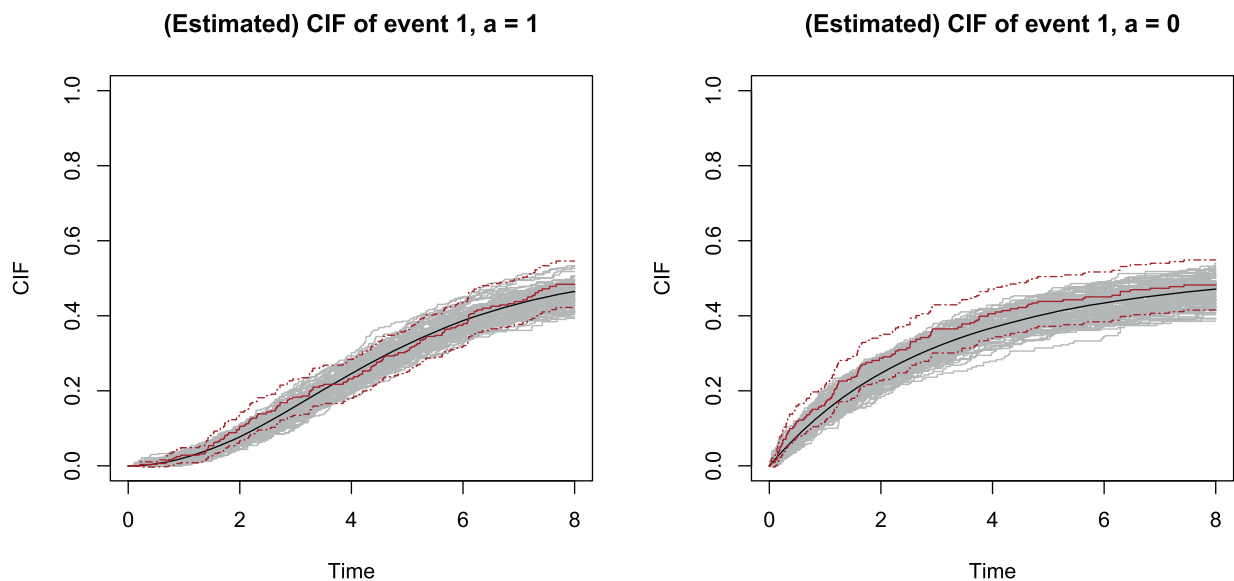 (Estimated) CIF of event 1, a = 1
CIF
1.0
0.8
0.6
0.4
0.2
0.0
0 2 4 6 8
Time
(Estimated) CIF of event 1, a = 0
CIF
1.0
0.8
0.6
0.4
0.2
0.0
0 2 4 6 8
Time